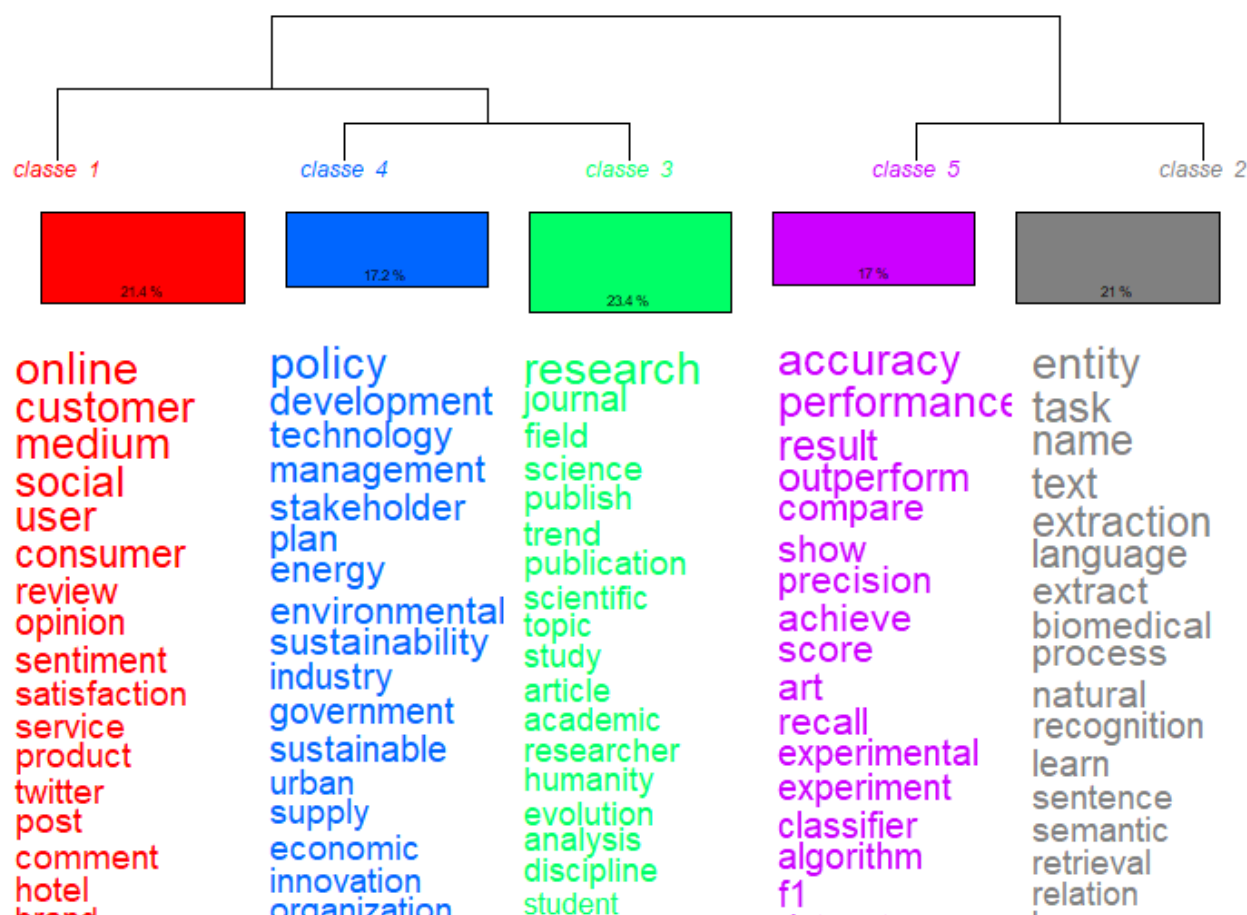 classe 1
classe 4
classe 3
classe 5
classe 2
21.4 %
17.2 %
23.4 %
17 %
21 %
online
customer
medium
social
user
consumer
review
opinion
sentiment
satisfaction
service
product
twitter
post
comment
hotel
brand
policy
development
technology
management
stakeholder
plan
energy
environmental
sustainability
industry
government
sustainable
urban
supply
economic
innovation
organization
research
journal
field
science
publish
trend
publication
scientific
topic
study
article
academic
researcher
humanity
evolution
analysis
discipline
student
accuracy
performance
result
outperform
compare
show
precision
achieve
score
art
recall
experimental
experiment
classifier
algorithm
f1
entity
task
name
text
extraction
language
extract
biomedical
process
natural
recognition
learn
sentence
semantic
retrieval
relation